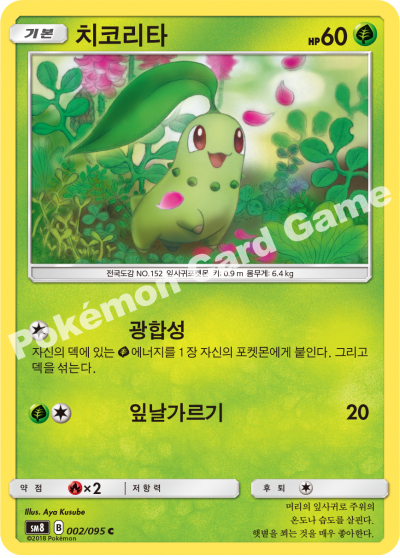 기본 치코리타 HP60
전국도감 NO.152 잎사귀포켓몬 키: 0.9 m 몸무게: 6.4 kg
Pokémon Card Game
광합성
자신의 덱에 있는 에너지를 1장 자신의 포켓몬에게 붙인다. 그리고
덱을 섞는다.
잎날가르기 20
약점 ×2 저항력 후퇴
Illus. Aya Kusube
SM8 B 002/095 C
©2018 Pokémon
머리의 잎사귀로 주위의
온도나 습도를 살핀다.
햇볕을 쬐는 것을 매우 좋아한다.